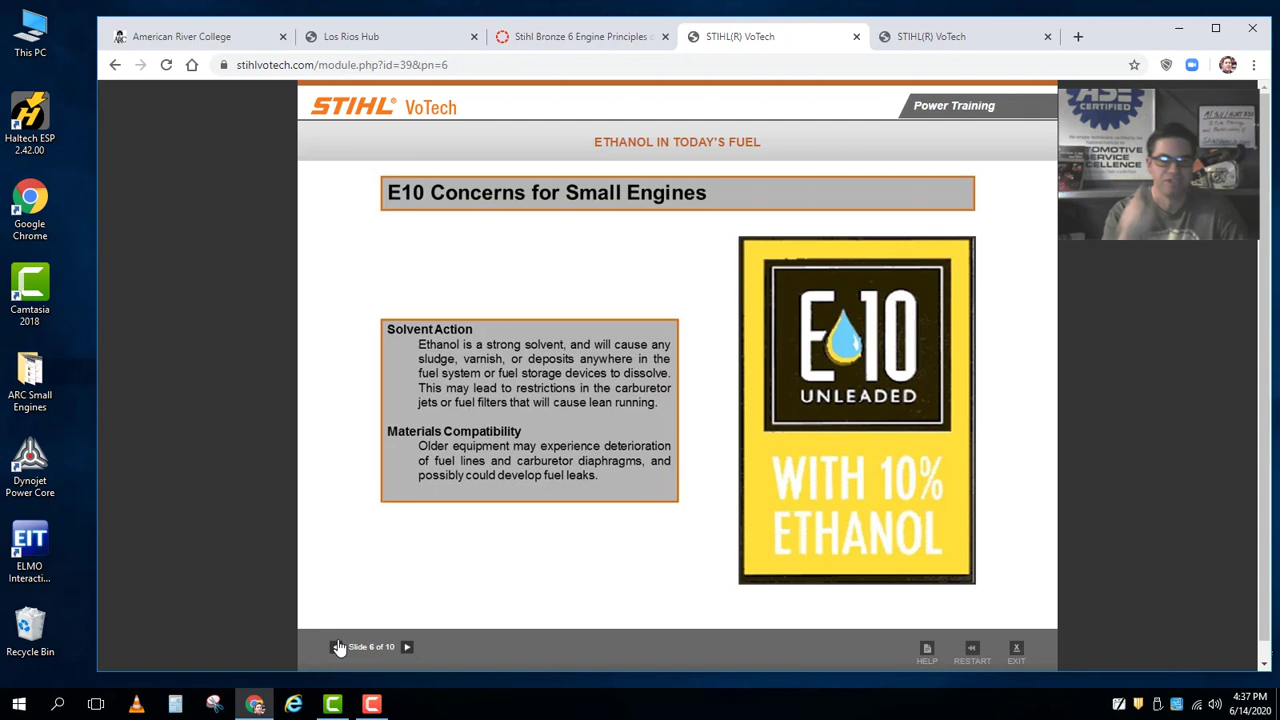 This PC
Haltech ESP
2.42.00
Google
Chrome
Camtasia
2018
ARC Small
Engines
Dynojet
Power Core
EIT
ELMO
Interactі...
Recycle Bin
American River College
Los Rios Hub
Stihl Bronze 6 Engine Principles o
STIHL(R) VoTech
STIHL(R) VoTech
stihlvotech.com/module.php?id=39&pn=6
STIHL® VoTech
Power Training
ETHANOL IN TODAY'S FUEL
E10 Concerns for Small Engines
Solvent Action
Ethanol is a strong solvent, and will cause any
sludge, varnish, or deposits anywhere in the
fuel system or fuel storage devices to dissolve.
This may lead to restrictions in the carburetor
jets or fuel filters that will cause lean running.
Materials Compatibility
Older equipment may experience deterioration
of fuel lines and carburetor diaphragms, and
possibly could develop fuel leaks.
E10
UNLEADED
WITH 10%
ETHANOL
ASE
CERTIFIED
AUTOMOTIVE
SERVICE
EXCELLENCE
Slide 6 of 10
HELP
RESTART
EXIT
4:37 PM
6/14/2020